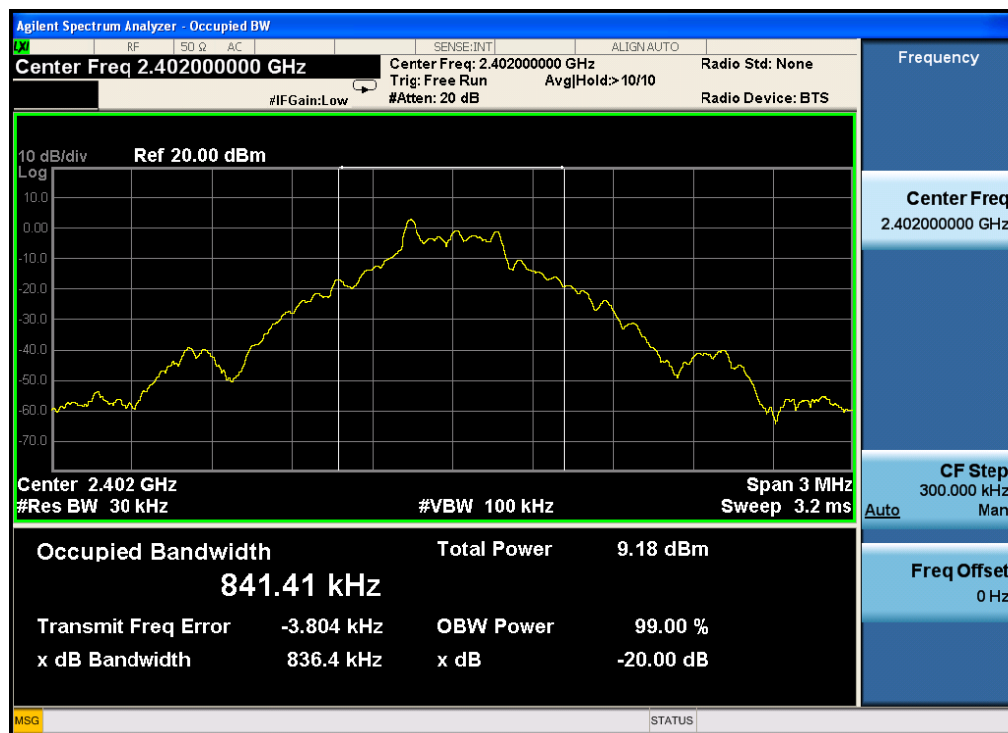 Agilent Spectrum Analyzer - Occupied BW
LXI RF 50 Ω AC SENSE:INT ALIGN AUTO
Center Freq 2.402000000 GHz
Center Freq: 2.402000000 GHz Radio Std: None
Trig: Free Run Avg|Hold:>10/10
#IFGain:Low #Atten: 20 dB Radio Device: BTS
Frequency
10 dB/div Ref 20.00 dBm
Log
10.0
0.00
-10.0
-20.0
-30.0
-40.0
-50.0
-60.0
-70.0
Center Freq
2.402000000 GHz
Center 2.402 GHz Span 3 MHz
#Res BW 30 kHz #VBW 100 kHz Sweep 3.2 ms
CF Step
300.000 kHz
Auto Man
Freq Offset
0 Hz
Occupied Bandwidth Total Power 9.18 dBm
841.41 kHz
Transmit Freq Error -3.804 kHz OBW Power 99.00 %
x dB Bandwidth 836.4 kHz x dB -20.00 dB
MSG STATUS